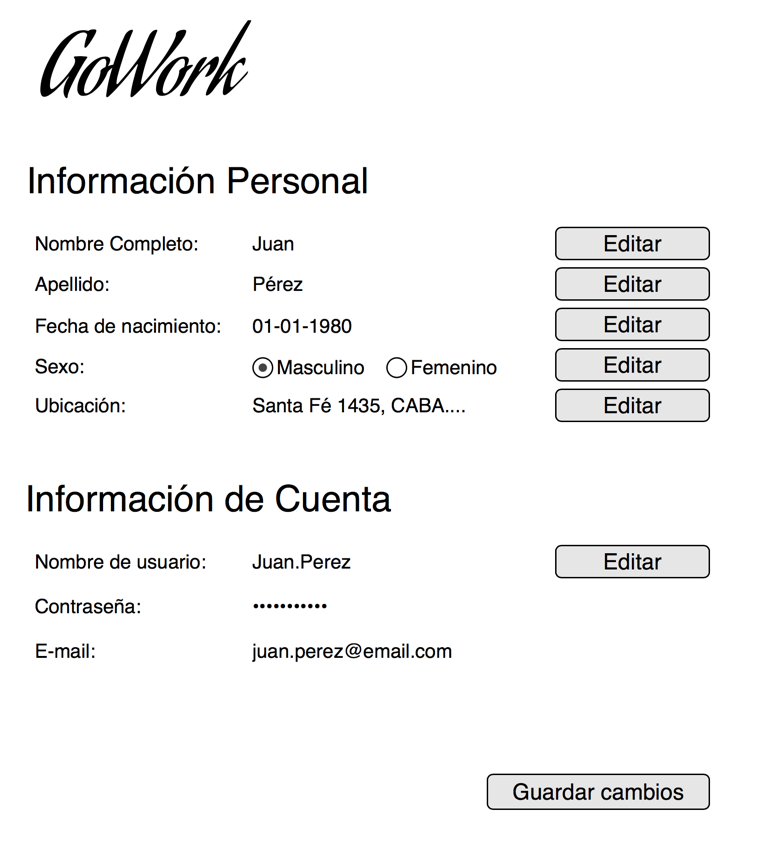 GoWork
Información Personal
Nombre Completo: Juan Editar
Apellido: Pérez Editar
Fecha de nacimiento: 01-01-1980 Editar
Sexo: Masculino Femenino Editar
Ubicación: Santa Fé 1435, CABA.... Editar
Información de Cuenta
Nombre de usuario: Juan.Perez Editar
Contraseña: •••••••••••
E-mail: juan.perez@email.com
Guardar cambios